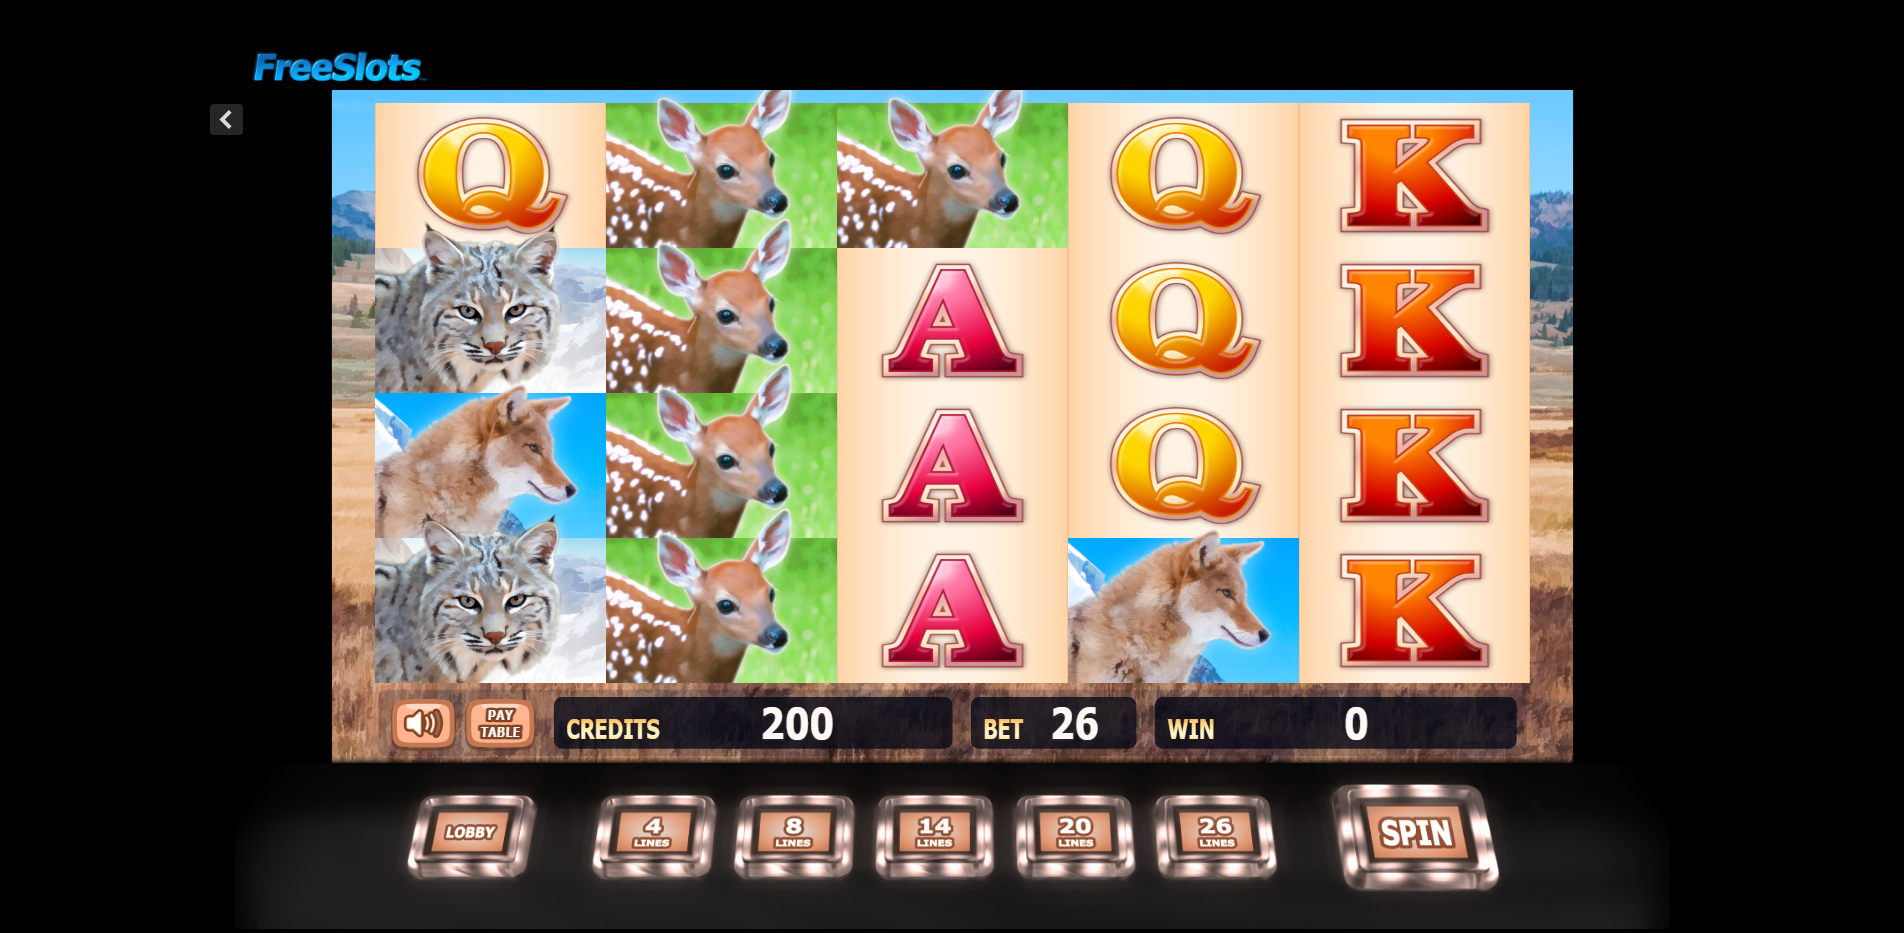 FreeSlots™
Q Q K
A Q K
A Q K
A K
PAY
TABLE
CREDITS 200
BET 26
WIN 0
LOBBY
4
LINES
8
LINES
14
LINES
20
LINES
26
LINES
SPIN